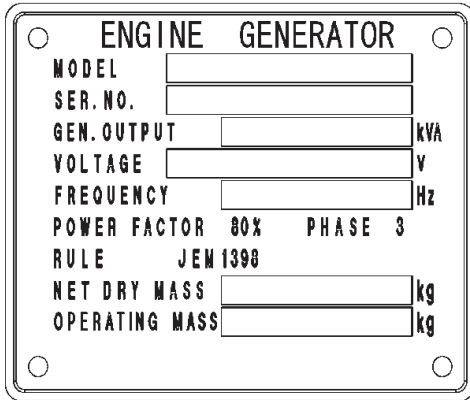 ENGINE GENERATOR
MODEL
SER.NO.
GEN.OUTPUT kVA
VOLTAGE V
FREQUENCY Hz
POWER FACTOR 80% PHASE 3
RULE JEM1398
NET DRY MASS kg
OPERATING MASS kg